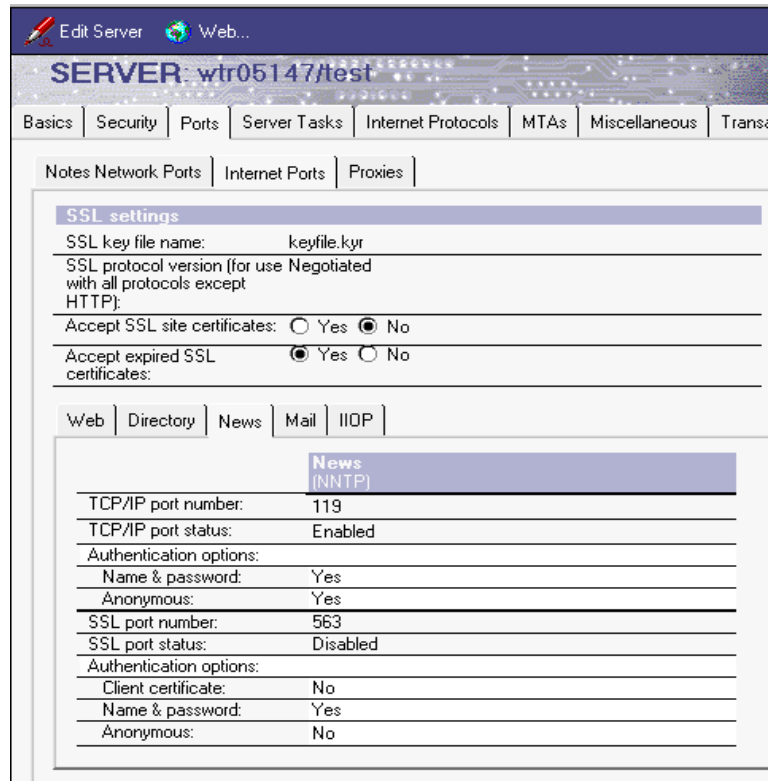 Edit Server Web...
SERVER: wtr05147/test
Basics Security Ports Server Tasks Internet Protocols MTAs Miscellaneous Transa
Notes Network Ports Internet Ports Proxies
SSL settings
SSL key file name: keyfile.kyr
SSL protocol version (for use Negotiated
with all protocols except
HTTP):
Accept SSL site certificates: Yes No
Accept expired SSL Yes No
certificates:
Web Directory News Mail IIOP
News
(NNTP)
TCP/IP port number: 119
TCP/IP port status: Enabled
Authentication options:
Name & password: Yes
Anonymous: Yes
SSL port number: 563
SSL port status: Disabled
Authentication options:
Client certificate: No
Name & password: Yes
Anonymous: No